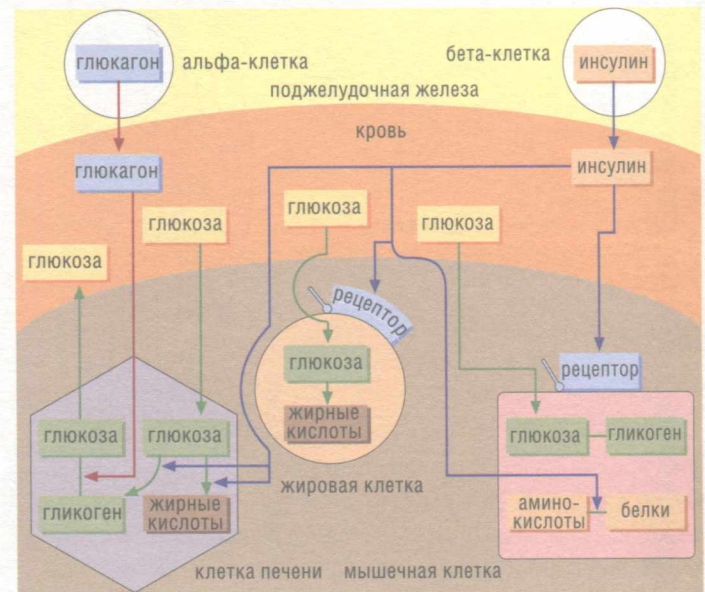 глюкагон
альфа-клетка
бета-клетка
инсулин
поджелудочная железа
кровь
глюкагон
инсулин
глюкоза
глюкоза
глюкоза
глюкоза
рецептор
рецептор
глюкоза
жирные
кислоты
глюкоза
глюкоза
глюкоза
гликоген
гликоген
жирные
кислоты
жировая клетка
амино-
кислоты
белки
клетка печени
мышечная клетка